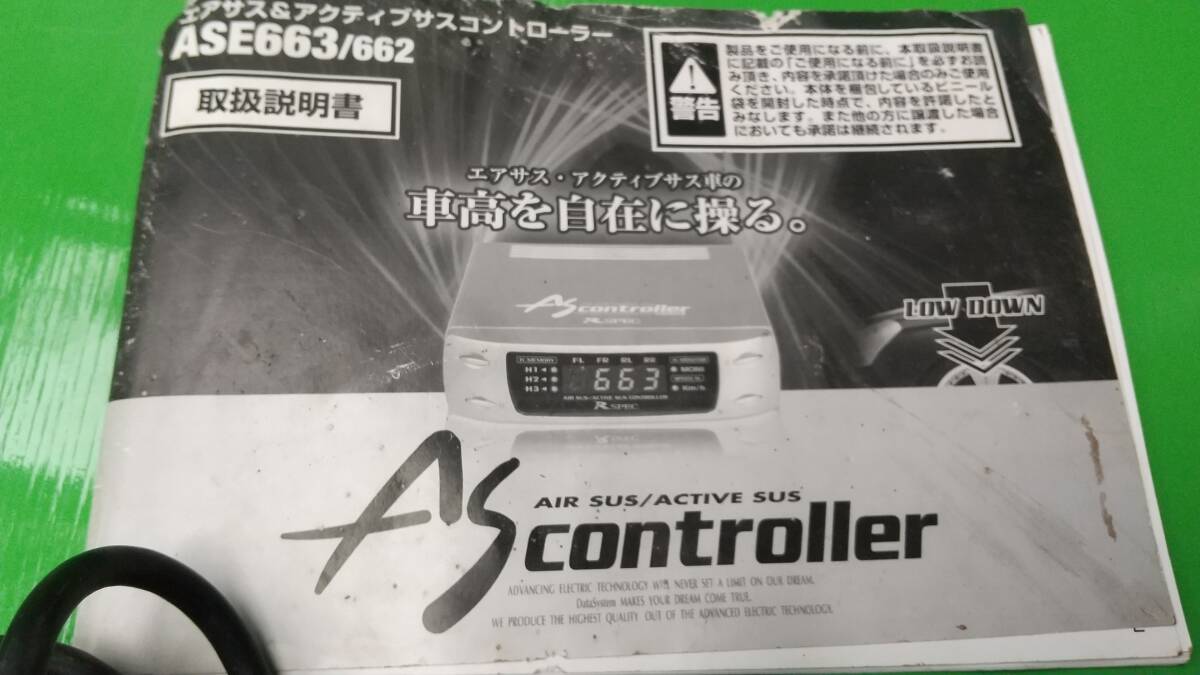 エアサス&アクティブサスコントローラー
ASE663/662
取扱説明書
警告
製品をご使用になる前に、本取扱説明書
に記載の「ご使用になる前に」を必ずお読
み頂き、内容を承諾頂けた場合のみご使用
ください。本体を梱包しているビニール
袋を開封した時点で、内容を許諾したと
みなします。また他の方に譲渡した場合
においても承諾は継続されます。
エアサス・アクティブサス車の
車高を自在に操る。
AS controller
R SPEC
LOW DOWN
FL FR RL RR
H1
H2
H3
663
Km/h
AIR SUS/ACTIVE SUS CONTROLLER
R SPEC
AIR SUS/ACTIVE SUS
AS controller
ADVANCING ELECTRIC TECHNOLOGY WILL NEVER SET A LIMIT ON OUR DREAM.
DataSystem MAKES YOUR DREAM COME TRUE.
WE PRODUCE THE HIGHEST QUALITY OUT OF THE ADVANCED ELECTRIC TECHNOLOGY.